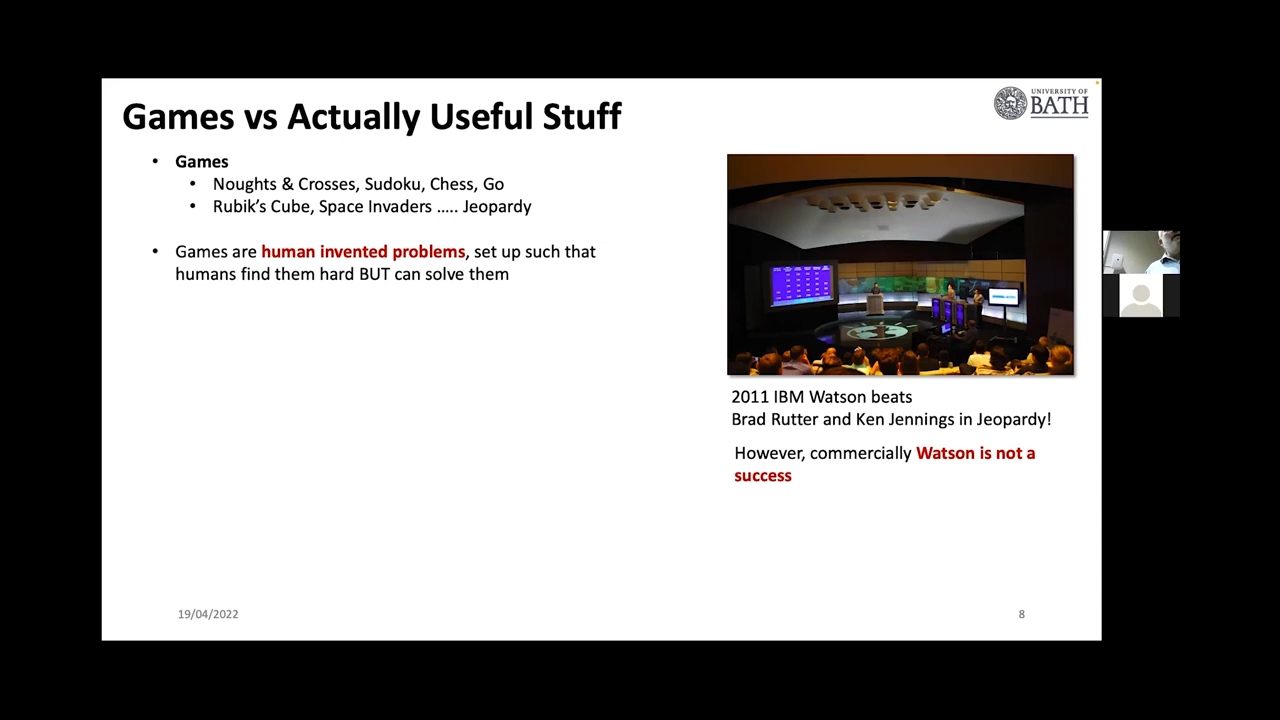 Games vs Actually Useful Stuff
UNIVERSITY OF
BATH
• Games
• Noughts & Crosses, Sudoku, Chess, Go
• Rubik's Cube, Space Invaders ..... Jeopardy
• Games are human invented problems, set up such that
humans find them hard BUT can solve them
2011 IBM Watson beats
Brad Rutter and Ken Jennings in Jeopardy!
However, commercially Watson is not a
success
19/04/2022
8